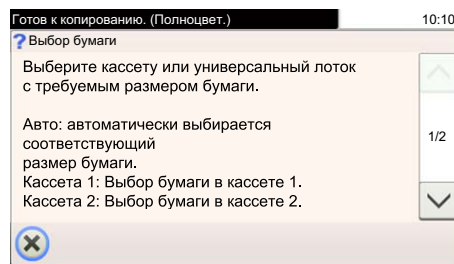 Готов к копированию. (Полноцвет.) 10:10
? Выбор бумаги
Выберите кассету или универсальный лоток
с требуемым размером бумаги.
Авто: автоматически выбирается
соответствующий
размер бумаги.
1/2
Кассета 1: Выбор бумаги в кассете 1.
Кассета 2: Выбор бумаги в кассете 2.